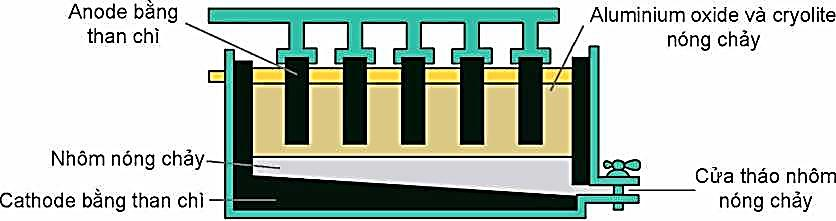 Anode bằng
than chì
Aluminium oxide và cryolite
nóng chảy
Nhôm nóng chảy
Cathode bằng than chì
Cửa tháo nhôm
nóng chảy